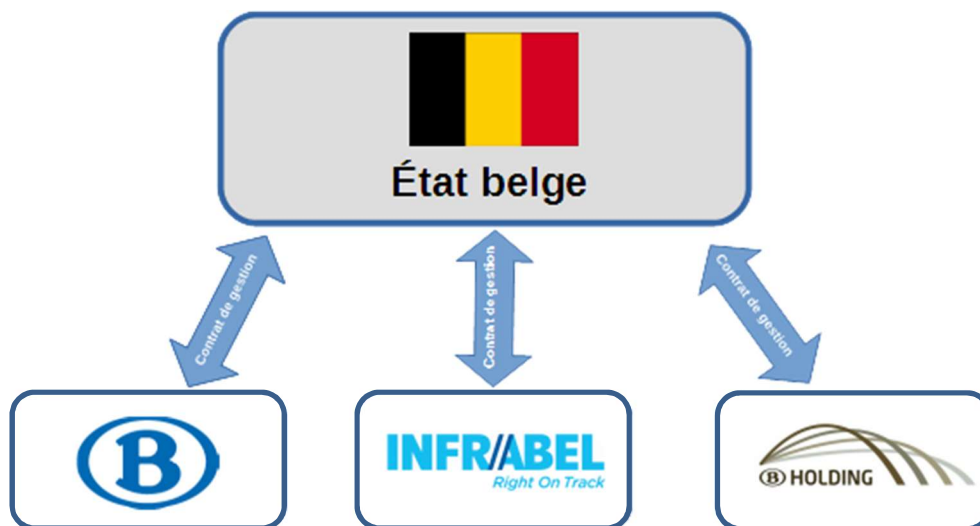 État belge
Contrat de gestion
Contrat de gestion
Contrat de gestion
B
INFRABEL
Right On Track
B HOLDING